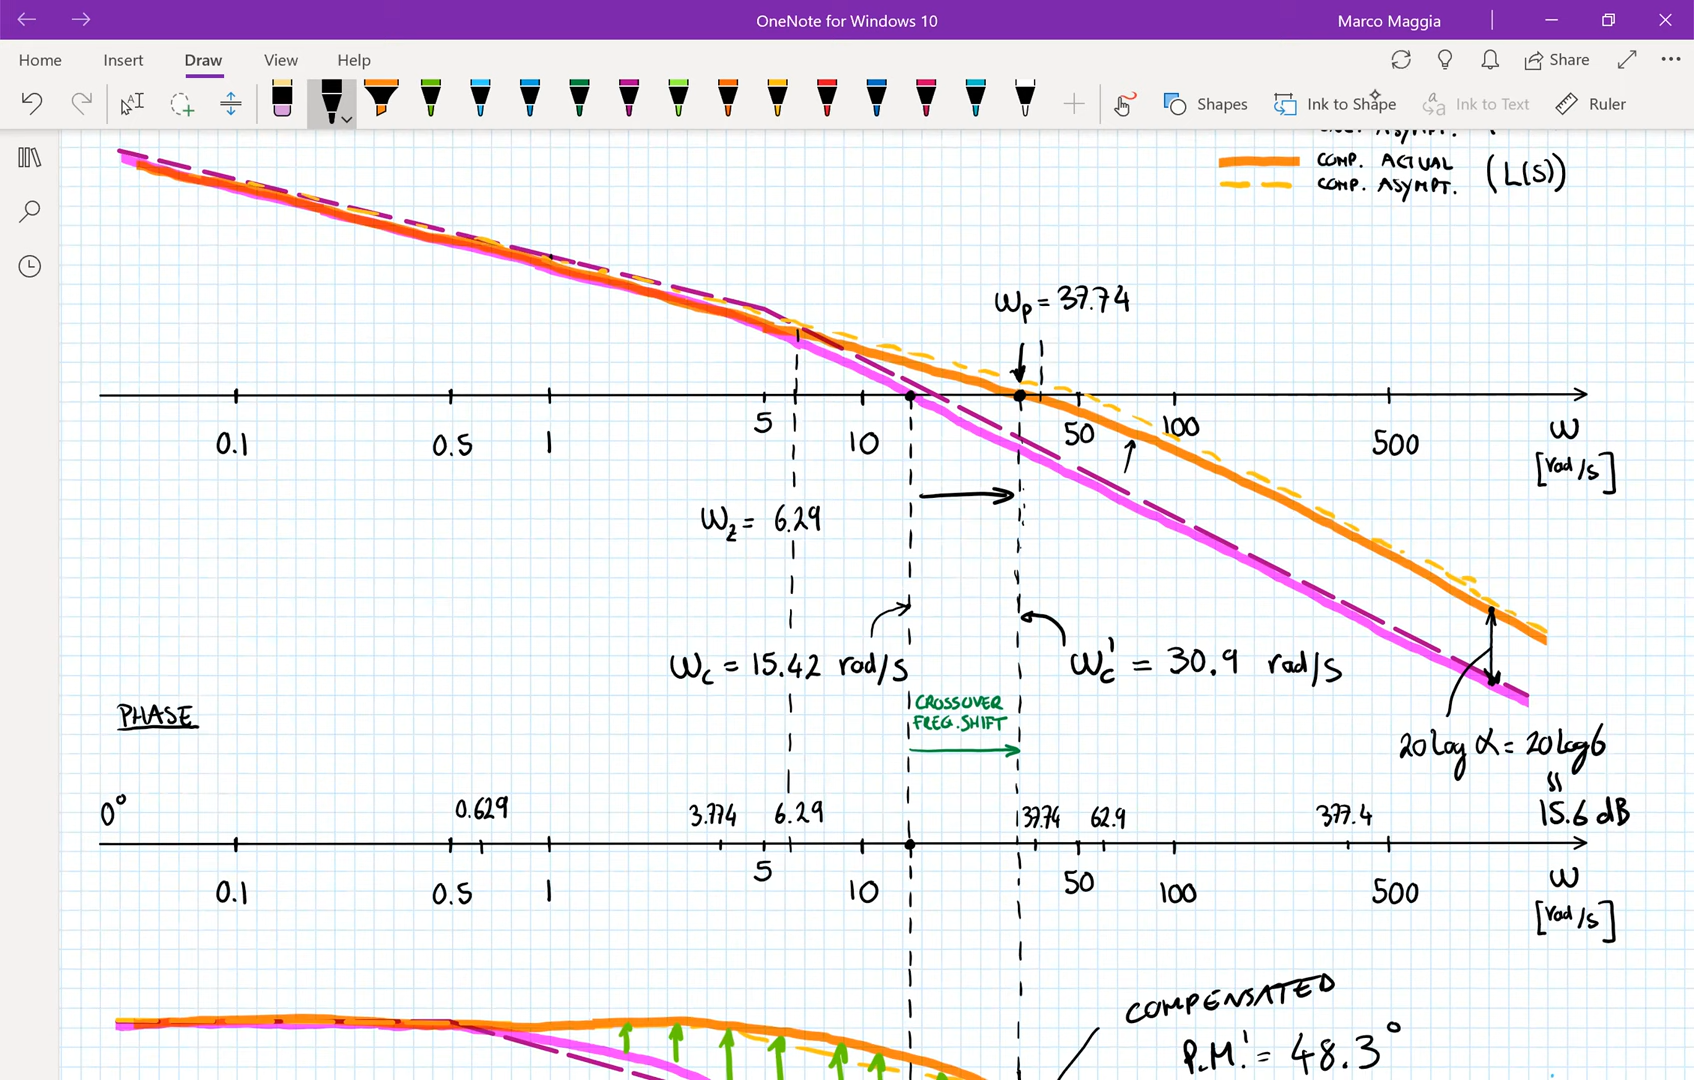 OneNote for Windows 10
Marco Maggia
Home Insert Draw View Help
Share
Shapes
Ink to Shape
Ink to Text
Ruler
COMP. ACTUAL
COMP. ASYMPT.
(L(S))
ωp = 37.74
0.1 0.5 1 5 10 50 100 500 ω
[rad/s]
ωz = 6.29
ωc = 15.42 rad/s
ωc' = 30.9 rad/s
CROSSOVER
FREQ. SHIFT
PHASE
20 log α = 20 log 6
=
15.6 dB
0° 0.629 3.774 6.29 37.74 62.9 377.4
0.1 0.5 1 5 10 50 100 500 ω
[rad/s]
COMPENSATED
P.M.' = 48.3°